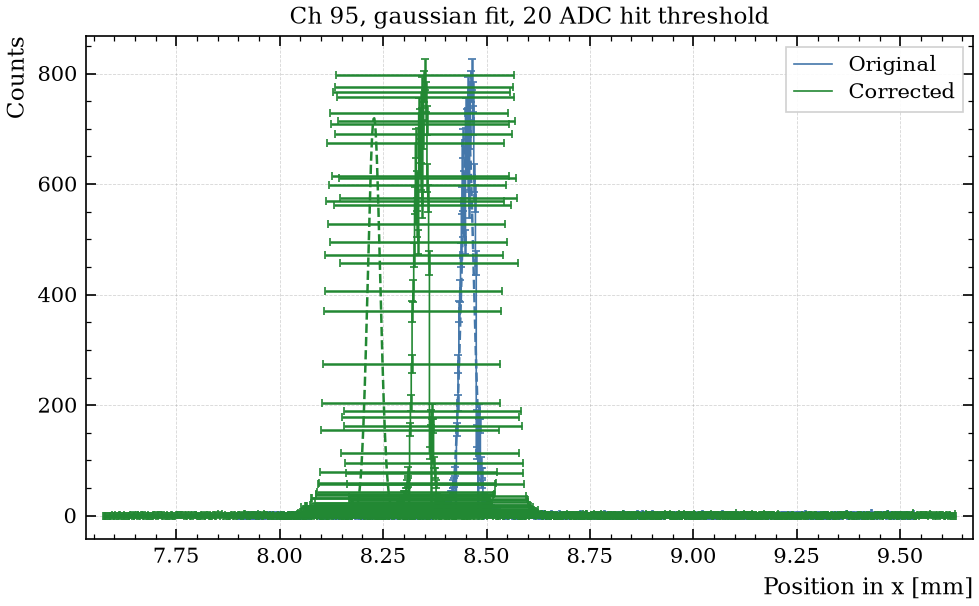 Ch 95, gaussian fit, 20 ADC hit threshold
Counts
Original
Corrected
800
600
400
200
0
7.75 8.00 8.25 8.50 8.75 9.00 9.25 9.50
Position in x [mm]